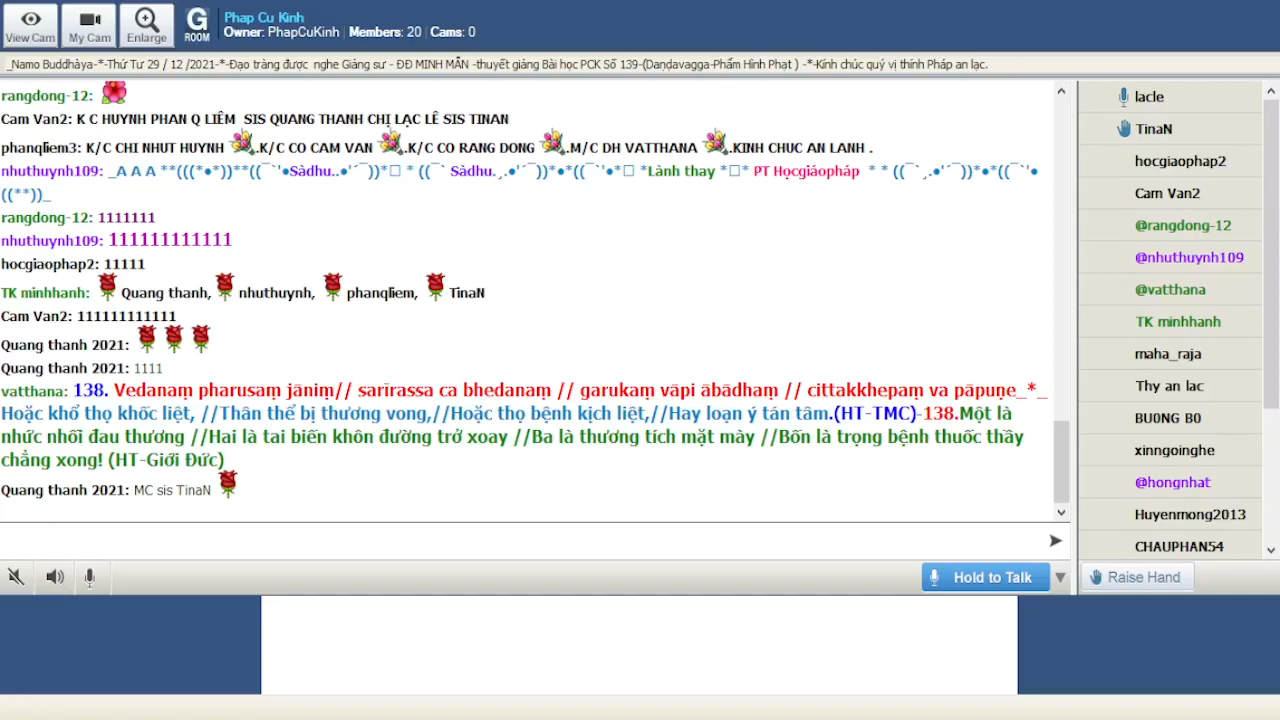 Phap Cu Kinh
View Cam My Cam Enlarge G ROOM Owner: PhapCuKinh | Members: 20 | Cams: 0
_Namo Buddhàya-*-Thứ Tư 29 / 12 /2021-*-Đạo tràng được nghe Giảng sư - ĐĐ MINH MẪN -thuyết giảng Bài học PCK Số 139-(Daṇḍavagga-Phẩm Hình Phạt ) -*-Kính chúc quý vị thính Pháp an lạc.
rangdong-12:
Cam Van2: K C HUYNH PHAN Q LIÊM SIS QUANG THANH CHỊ LẠC LÊ SIS TINAN
phanqliem3: K/C CHI NHUT HUYNH .K/C CO CAM VAN .K/C CO RANG DONG .M/C DH VATTHANA .KINH CHUC AN LANH .
nhuthuynh109: _A A A **(((*•*))**((¯`'•Sàdhu..•'´¯))*□ * ((¯` Sàdhu.¸.•'´¯))*•*((¯`'•*□ *Lành thay *□* PT Họcgiáopháp * * ((¯`¸.•'´¯))*•*((¯`'•
((**))_
rangdong-12: 1111111
nhuthuynh109: 111111111111
hocgiaophap2: 11111
TK minhhanh: Quang thanh, nhuthuynh, phanqliem, TinaN
Cam Van2: 111111111111
Quang thanh 2021:
Quang thanh 2021: 1111
vatthana: 138. Vedanaṃ pharusaṃ jāniṃ// sarīrassa ca bhedanaṃ // garukaṃ vāpi ābādhaṃ // cittakkhepaṃ va pāpuṇe_*_
Hoặc khổ thọ khốc liệt, //Thân thể bị thương vong,//Hoặc thọ bệnh kịch liệt,//Hay loạn ý tán tâm.(HT-TMC)-138.Một là
nhức nhối đau thương //Hai là tai biến khôn đường trở xoay //Ba là thương tích mặt mày //Bốn là trọng bệnh thuốc thầy
chẳng xong! (HT-Giới Đức)
Quang thanh 2021: MC sis TinaN
Hold to Talk
lacle
TinaN
hocgiaophap2
Cam Van2
@rangdong-12
@nhuthuynh109
@vatthana
TK minhhanh
maha_raja
Thy an lac
BU0NG B0
xinngoinghe
@hongnhat
Huyenmong2013
CHAUPHAN54
Raise Hand